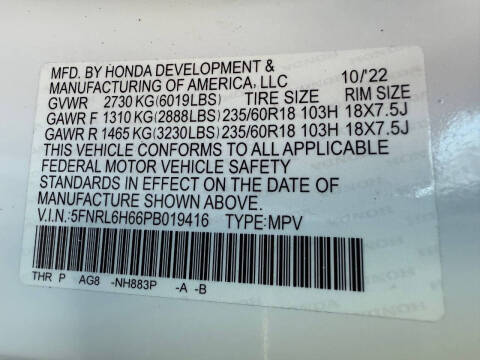 MFD. BY HONDA DEVELOPMENT &
MANUFACTURING OF AMERICA, LLC 10/'22
GVWR 2730 KG(6019LBS) TIRE SIZE RIM SIZE
GAWR F 1310 KG(2888LBS) 235/60R18 103H 18X7.5J
GAWR R 1465 KG(3230LBS) 235/60R18 103H 18X7.5J
THIS VEHICLE CONFORMS TO ALL APPLICABLE
FEDERAL MOTOR VEHICLE SAFETY
STANDARDS IN EFFECT ON THE DATE OF
MANUFACTURE SHOWN ABOVE.
V.I.N.:5FNRL6H66PB019416 TYPE:MPV
THR P AG8 -NH883P -A -B